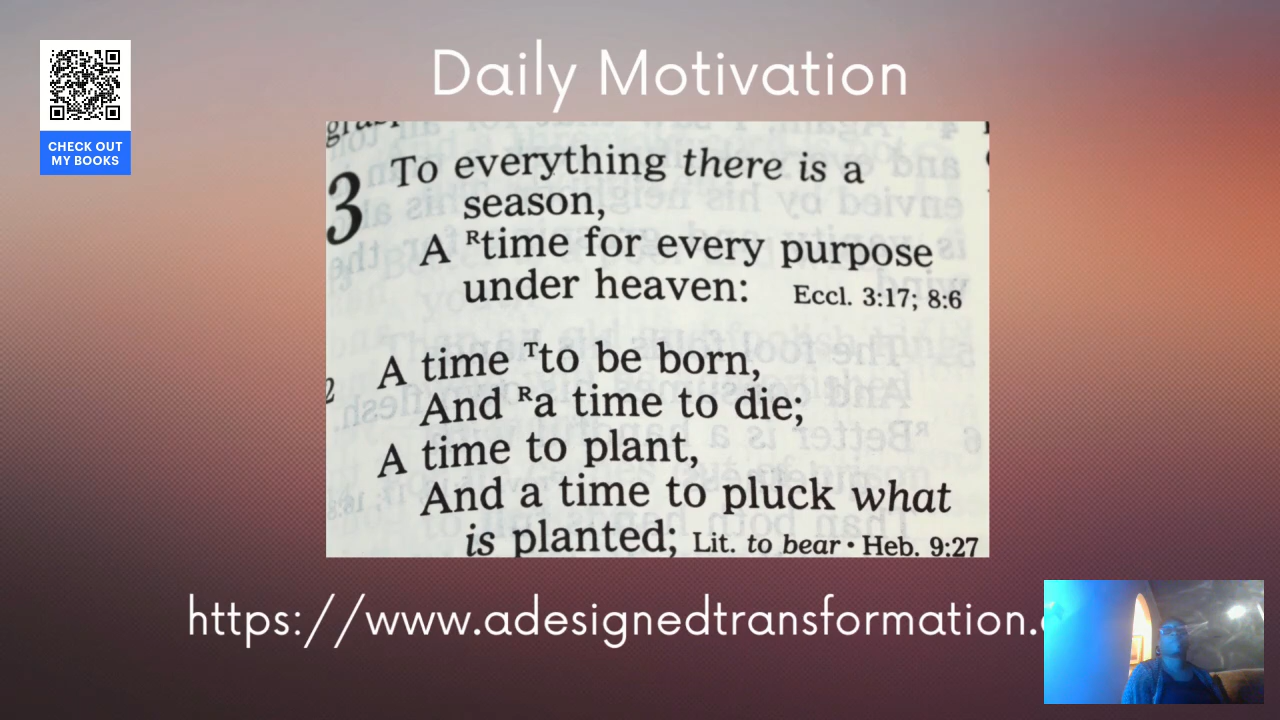 Daily Motivation
CHECK OUT
MY BOOKS
3 To everything there is a
season,
A ᴿtime for every purpose
under heaven: Eccl. 3:17; 8:6
2 A time ᵀto be born,
And ᴿa time to die;
A time to plant,
And a time to pluck what
is planted; Lit. to bear · Heb. 9:27
https://www.adesignedtransformation.